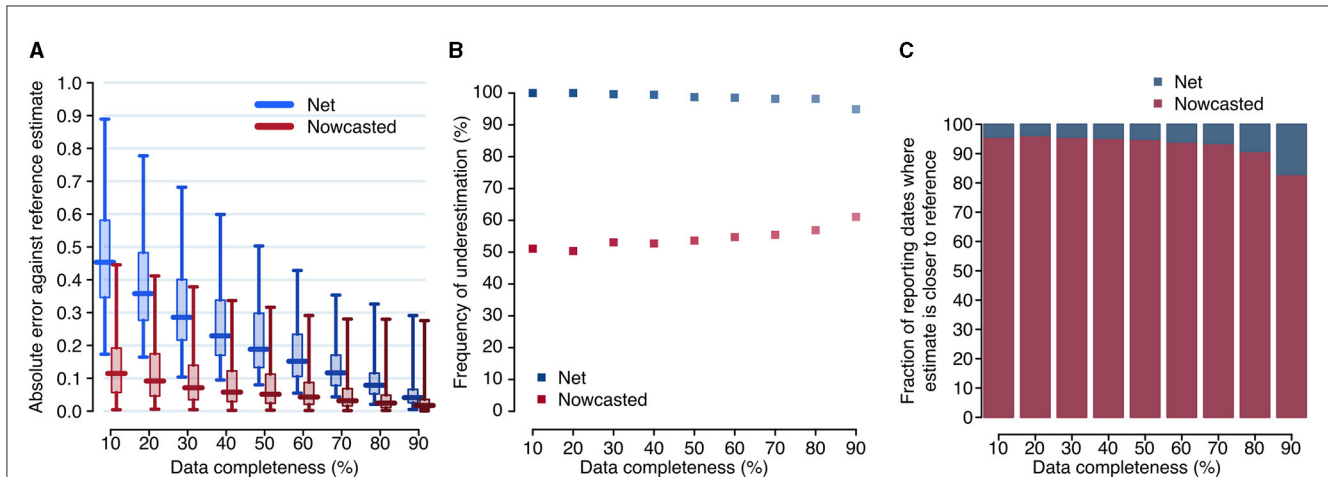 A
Absolute error against reference estimate
1.0
0.9
0.8
0.7
0.6
0.5
0.4
0.3
0.2
0.1
0.0
Net
Nowcasted
10 20 30 40 50 60 70 80 90
Data completeness (%)
B
Frequency of underestimation (%)
100
90
80
70
60
50
40
30
20
10
0
Net
Nowcasted
10 20 30 40 50 60 70 80 90
Data completeness (%)
C
Net
Nowcasted
Fraction of reporting dates where
estimate is closer to reference
100
90
80
70
60
50
40
30
20
10
0
10 20 30 40 50 60 70 80 90
Data completeness (%)